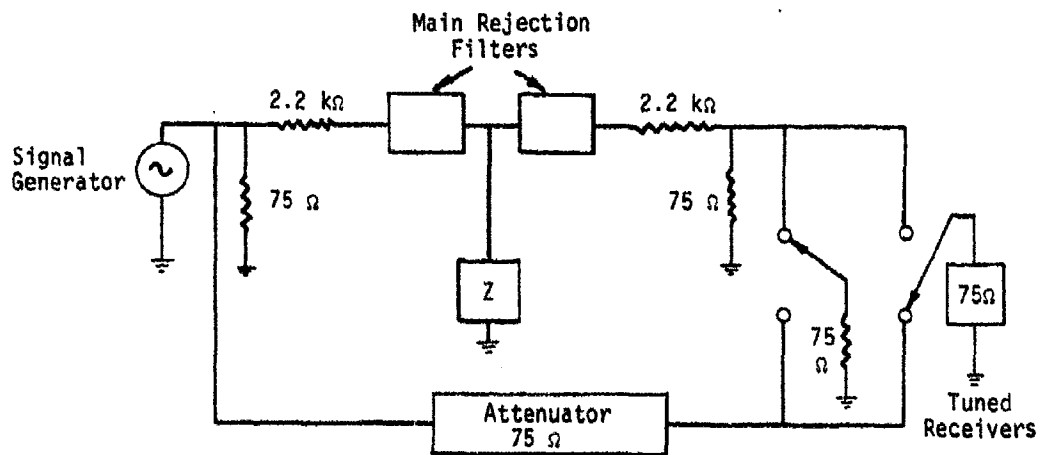 Main Rejection
Filters
2.2 kΩ
2.2 kΩ
Signal
Generator
75 Ω
75 Ω
Z
75Ω
75
Ω
Attenuator
75 Ω
Tuned
Receivers